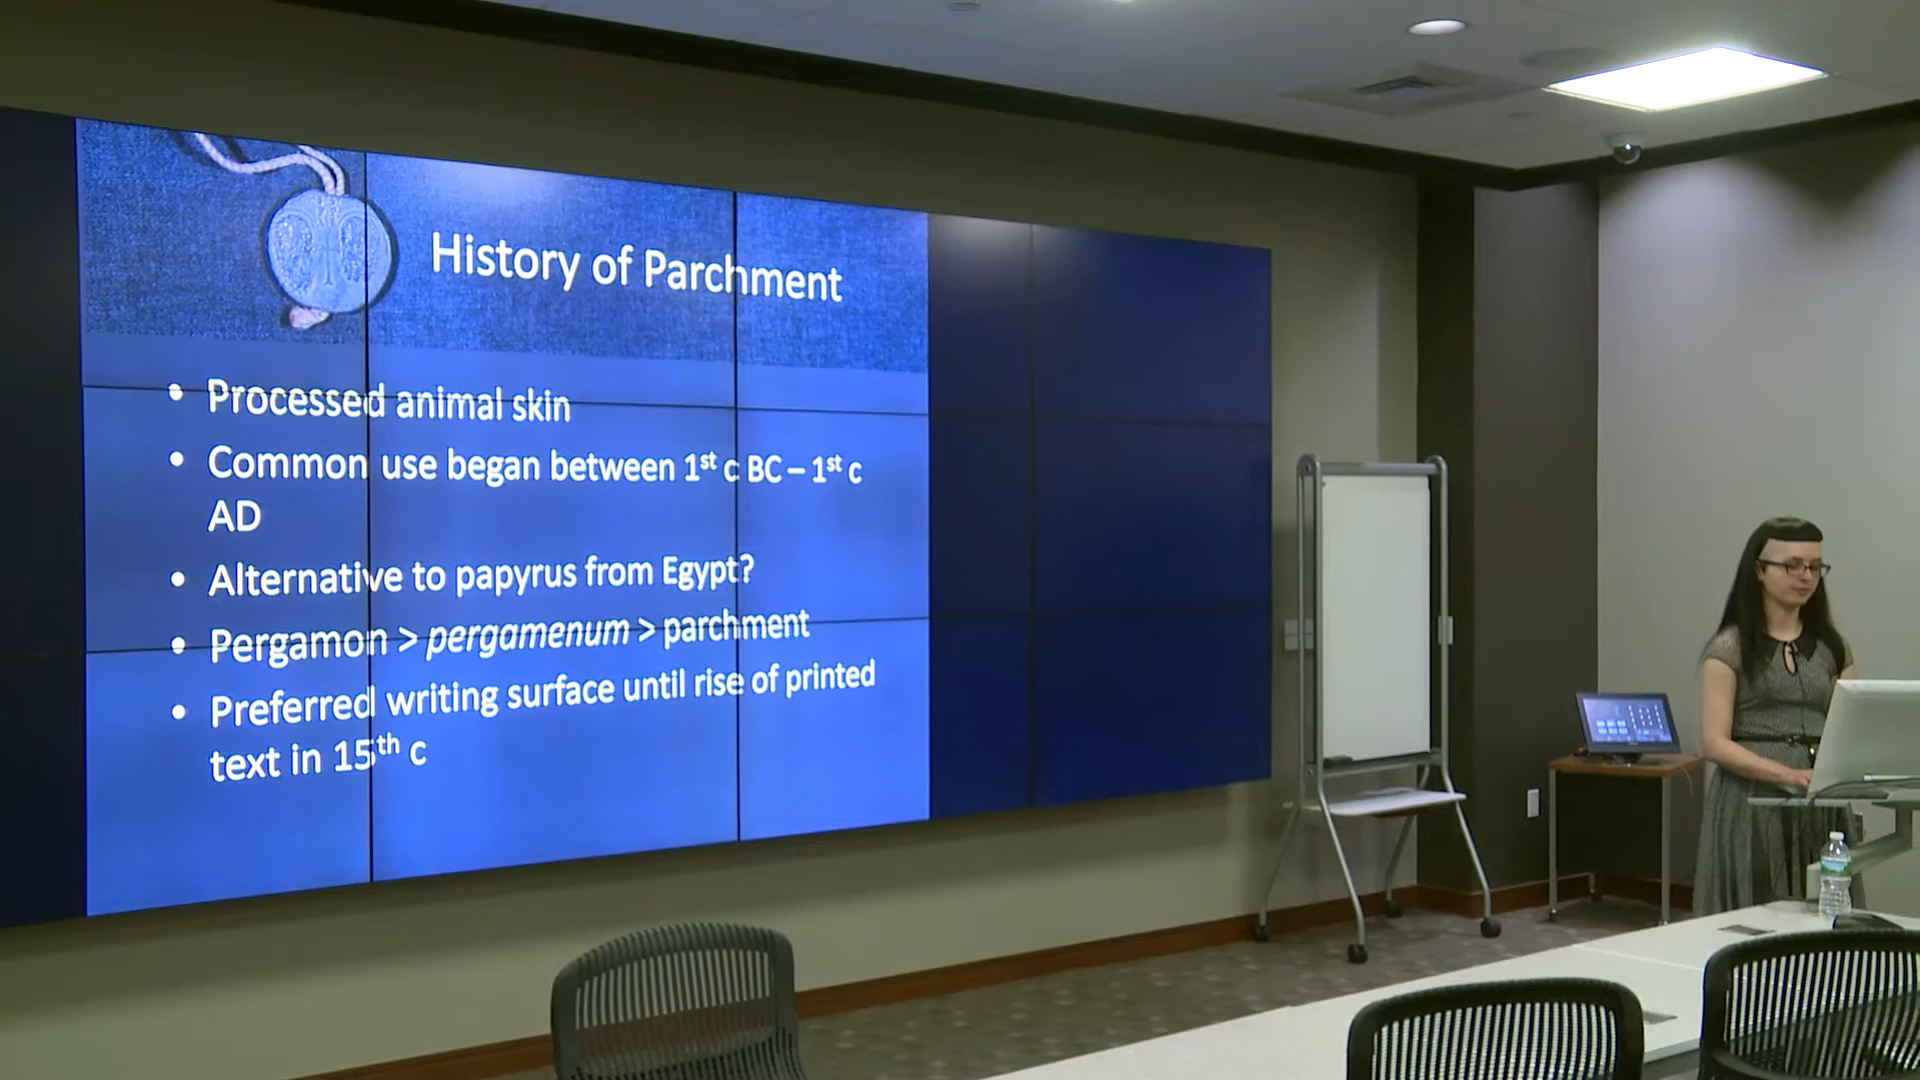 History of Parchment
• Processed animal skin
• Common use began between 1st c BC – 1st c
AD
• Alternative to papyrus from Egypt?
• Pergamon > pergamenum > parchment
• Preferred writing surface until rise of printed
text in 15th c